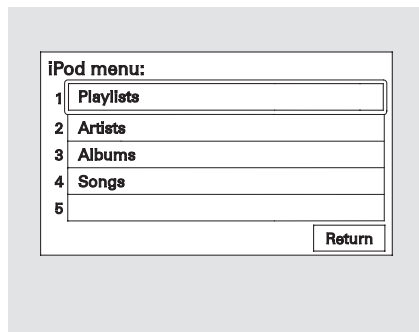 iPod menu:
1 Playlists
2 Artists
3 Albums
4 Songs
5
Return